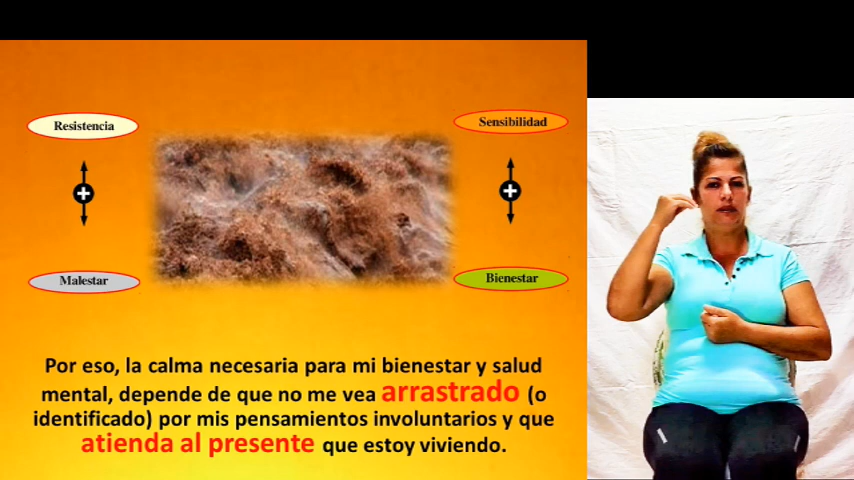 Resistencia
Sensibilidad
Malestar
Bienestar
Por eso, la calma necesaria para mi bienestar y salud
mental, depende de que no me vea arrastrado (o
identificado) por mis pensamientos involuntarios y que
atienda al presente que estoy viviendo.